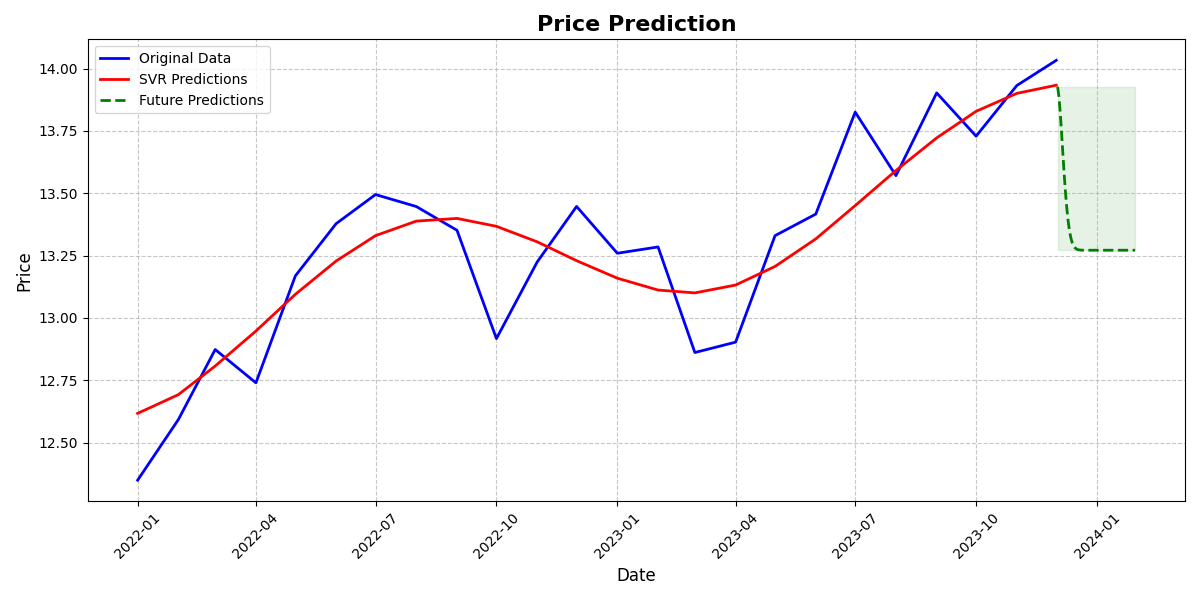 Price Prediction
Original Data
SVR Predictions
Future Predictions
Price
14.00
13.75
13.50
13.25
13.00
12.75
12.50
2022-01
2022-04
2022-07
2022-10
2023-01
2023-04
2023-07
2023-10
2024-01
Date